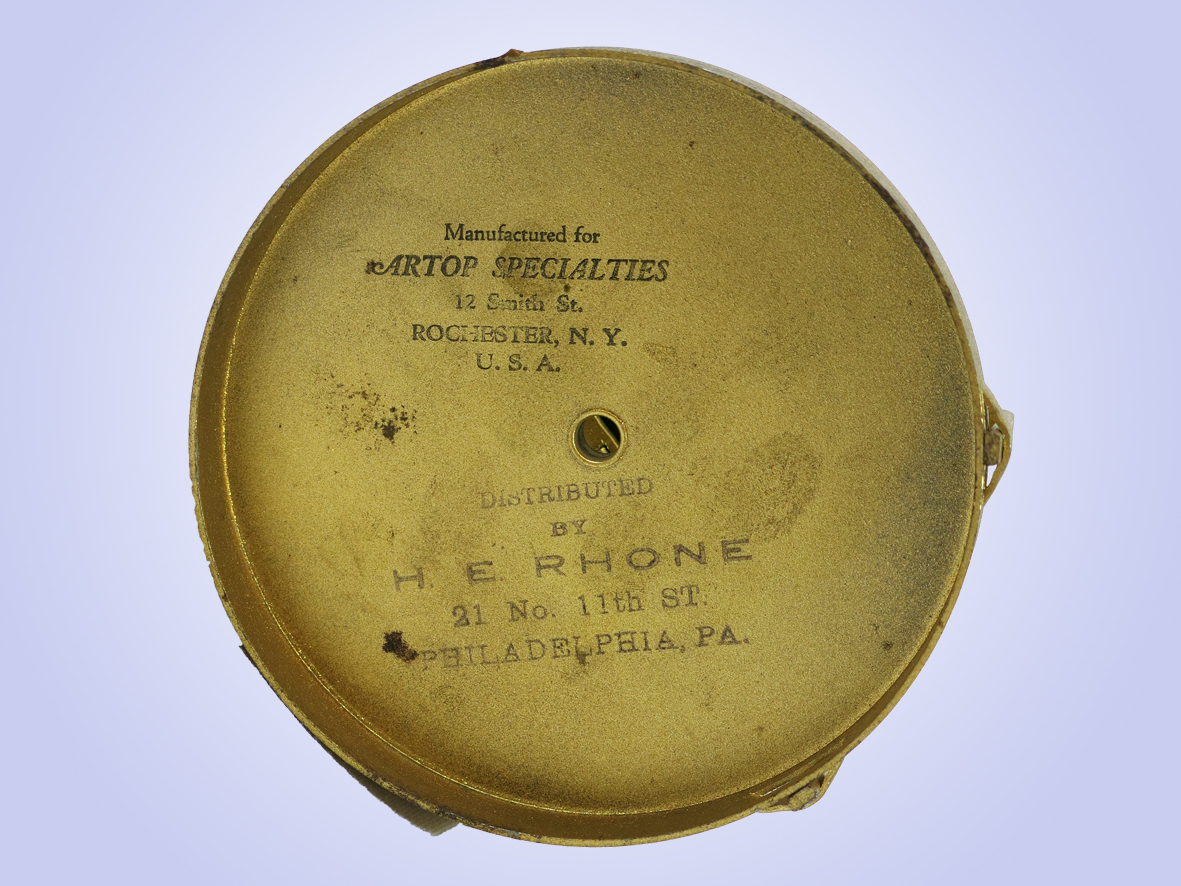 Manufactured for
ARTOP SPECIALTIES
12 Smith St.
ROCHESTER, N. Y.
U. S. A.
DISTRIBUTED
BY
H. E. RHONE
21 No. 11th ST.
PHILADELPHIA, PA.